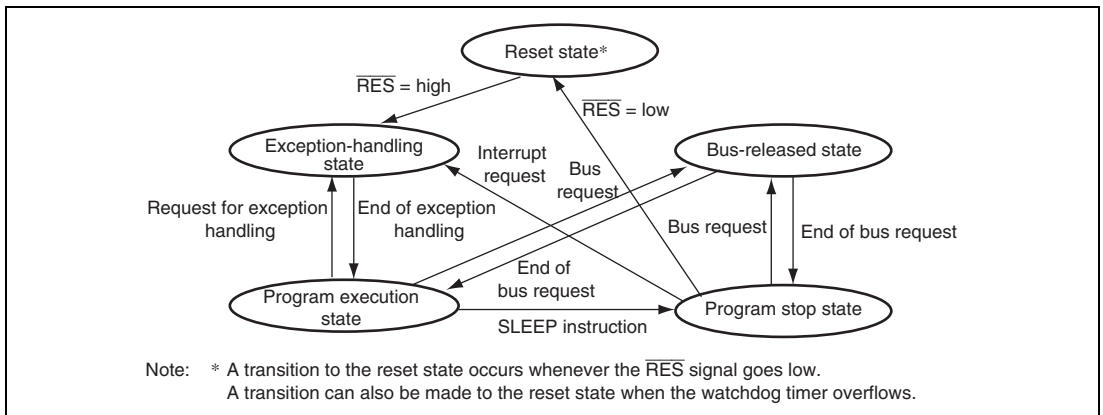 Reset state*
R̅E̅S̅ = high
R̅E̅S̅ = low
Exception-handling
state
Interrupt
request
Bus
request
Bus-released state
Request for exception
handling
End of exception
handling
Bus request
End of bus request
End of
bus request
Program execution
state
SLEEP instruction
Program stop state
Note: * A transition to the reset state occurs whenever the R̅E̅S̅ signal goes low.
A transition can also be made to the reset state when the watchdog timer overflows.